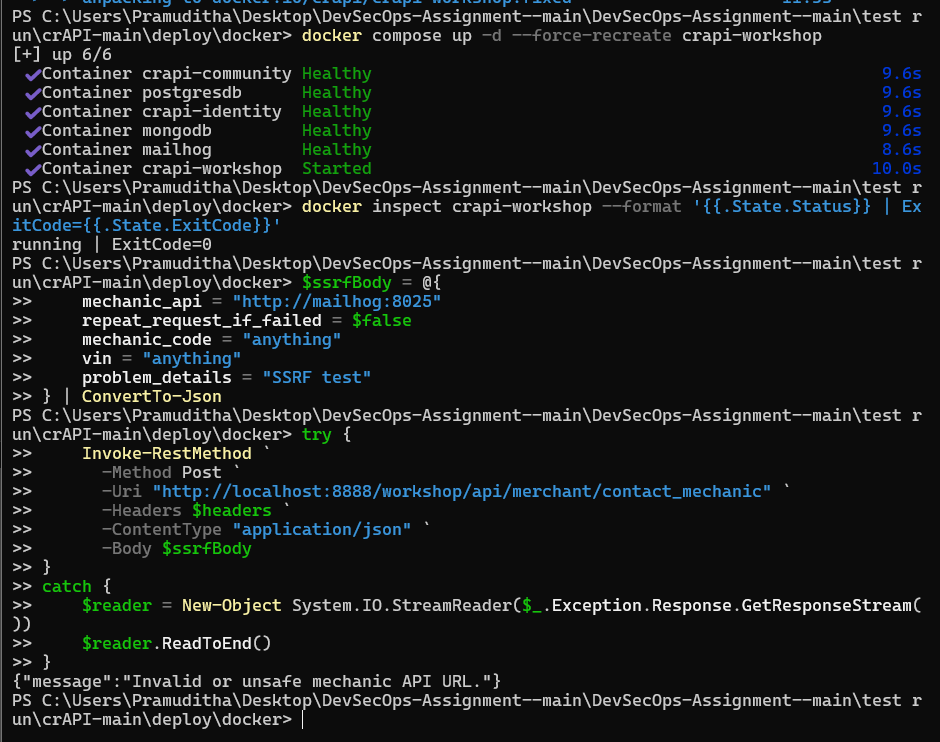 PS C:\Users\Pramuditha\Desktop\DevSecOps-Assignment--main\DevSecOps-Assignment--main\test r
un\crAPI-main\deploy\docker> docker compose up -d --force-recreate crapi-workshop
[+] up 6/6
✔Container crapi-community Healthy 9.6s
✔Container postgresdb Healthy 9.6s
✔Container crapi-identity Healthy 9.6s
✔Container mongodb Healthy 9.6s
✔Container mailhog Healthy 8.6s
✔Container crapi-workshop Started 10.0s
PS C:\Users\Pramuditha\Desktop\DevSecOps-Assignment--main\DevSecOps-Assignment--main\test r
un\crAPI-main\deploy\docker> docker inspect crapi-workshop --format '{{.State.Status}} | Ex
itCode={{.State.ExitCode}}'
running | ExitCode=0
PS C:\Users\Pramuditha\Desktop\DevSecOps-Assignment--main\DevSecOps-Assignment--main\test r
un\crAPI-main\deploy\docker> $ssrfBody = @{
>>     mechanic_api = "http://mailhog:8025"
>>     repeat_request_if_failed = $false
>>     mechanic_code = "anything"
>>     vin = "anything"
>>     problem_details = "SSRF test"
>> } | ConvertTo-Json
PS C:\Users\Pramuditha\Desktop\DevSecOps-Assignment--main\DevSecOps-Assignment--main\test r
un\crAPI-main\deploy\docker> try {
>>     Invoke-RestMethod `
>>       -Method Post `
>>       -Uri "http://localhost:8888/workshop/api/merchant/contact_mechanic" `
>>       -Headers $headers `
>>       -ContentType "application/json" `
>>       -Body $ssrfBody
>> }
>> catch {
>>     $reader = New-Object System.IO.StreamReader($_.Exception.Response.GetResponseStream(
))
>>     $reader.ReadToEnd()
>> }
{"message":"Invalid or unsafe mechanic API URL."}
PS C:\Users\Pramuditha\Desktop\DevSecOps-Assignment--main\DevSecOps-Assignment--main\test r
un\crAPI-main\deploy\docker>